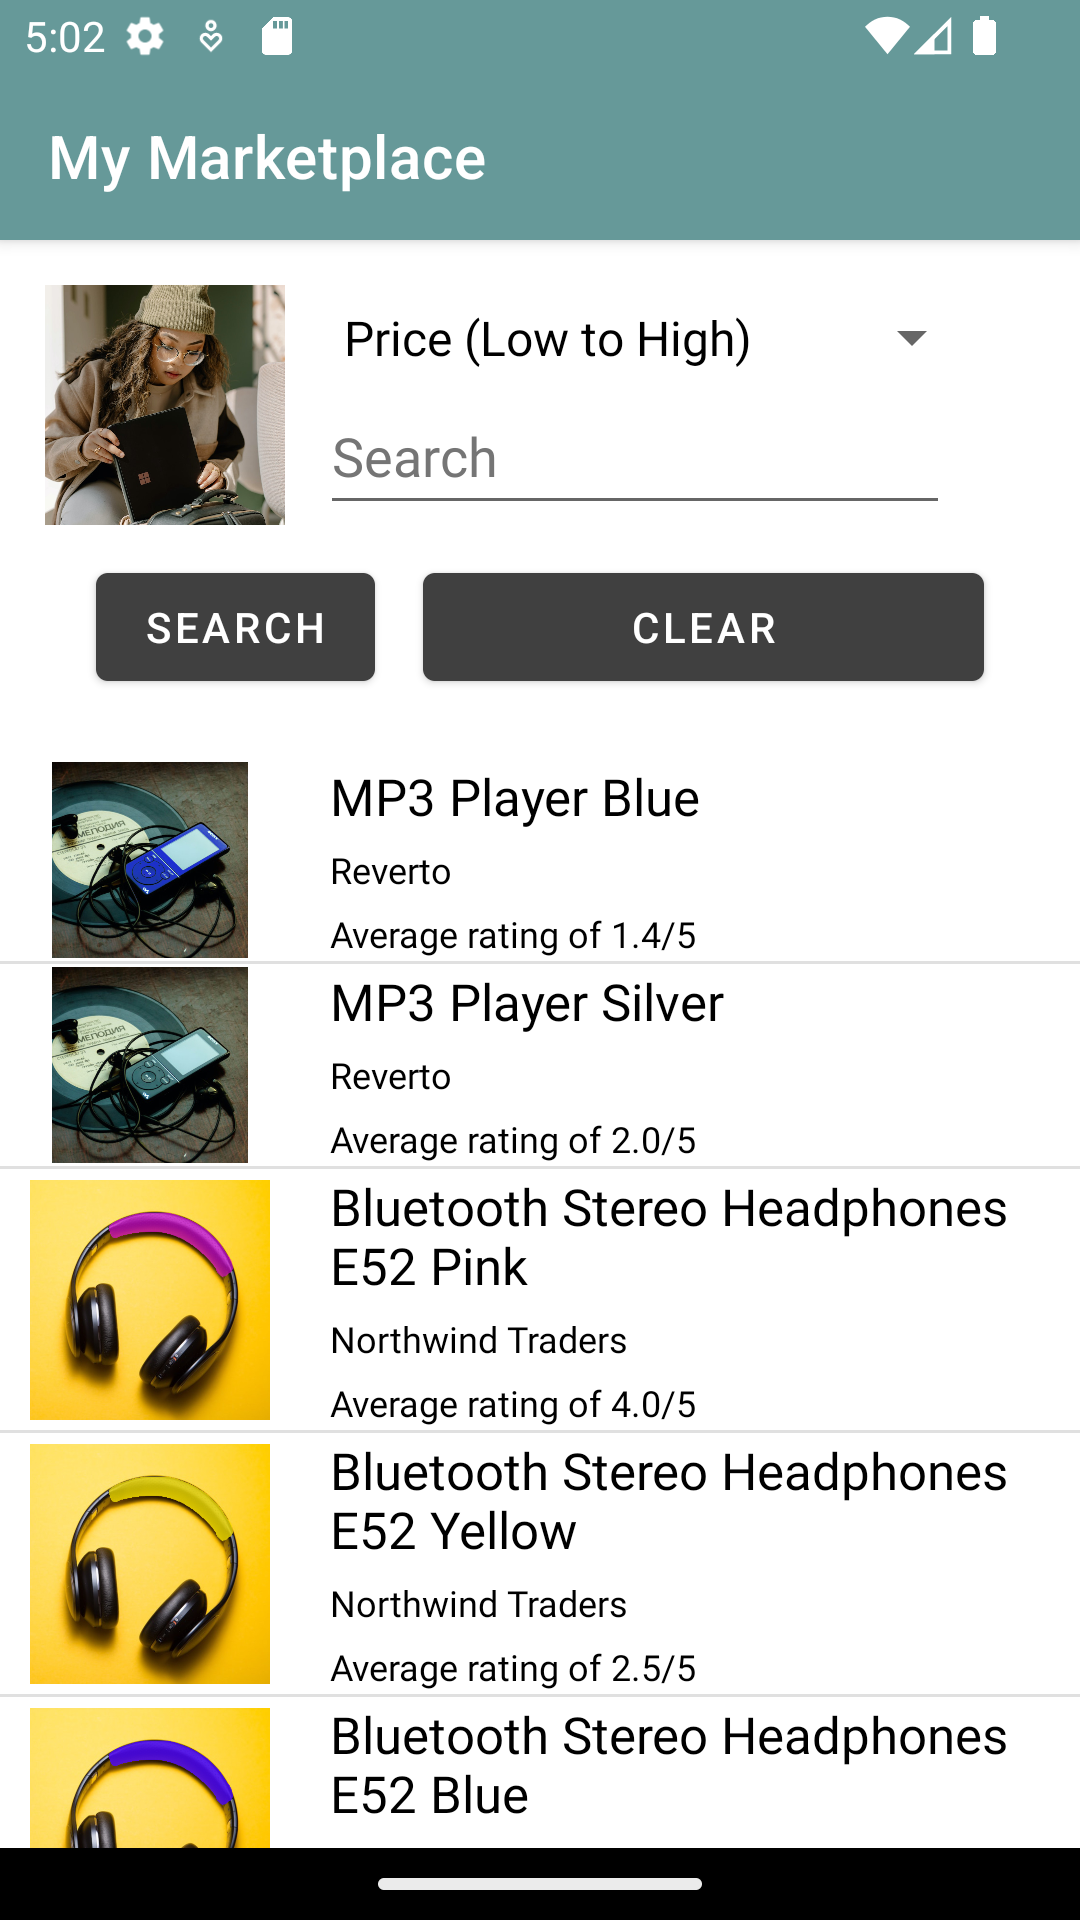 5:02
My Marketplace
Price (Low to High)
Search
SEARCH
CLEAR
МЕЛОДИЯ
MP3 Player Blue
Reverto
Average rating of 1.4/5
МЕЛОДИЯ
MP3 Player Silver
Reverto
Average rating of 2.0/5
Bluetooth Stereo Headphones
E52 Pink
Northwind Traders
Average rating of 4.0/5
Bluetooth Stereo Headphones
E52 Yellow
Northwind Traders
Average rating of 2.5/5
Bluetooth Stereo Headphones
E52 Blue